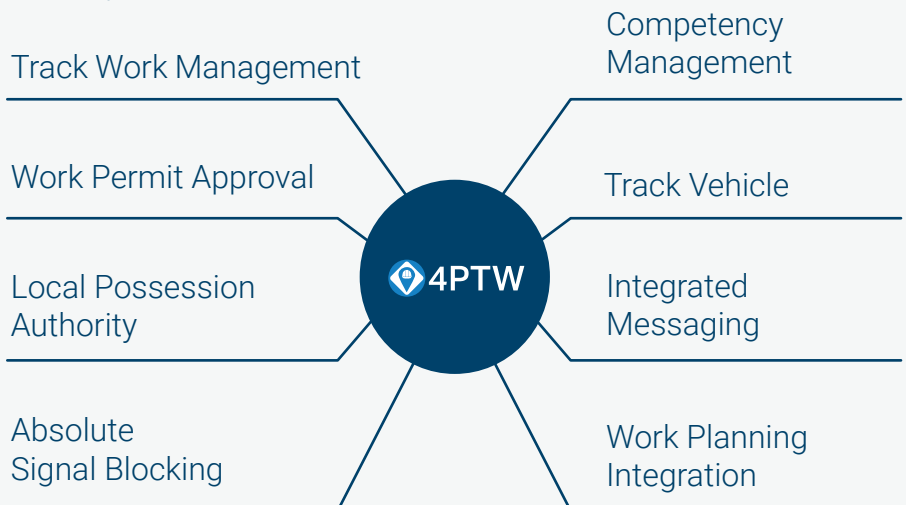 Track Work Management
Work Permit Approval
Local Possession
Authority
Absolute
Signal Blocking
4PTW
Competency
Management
Track Vehicle
Integrated
Messaging
Work Planning
Integration